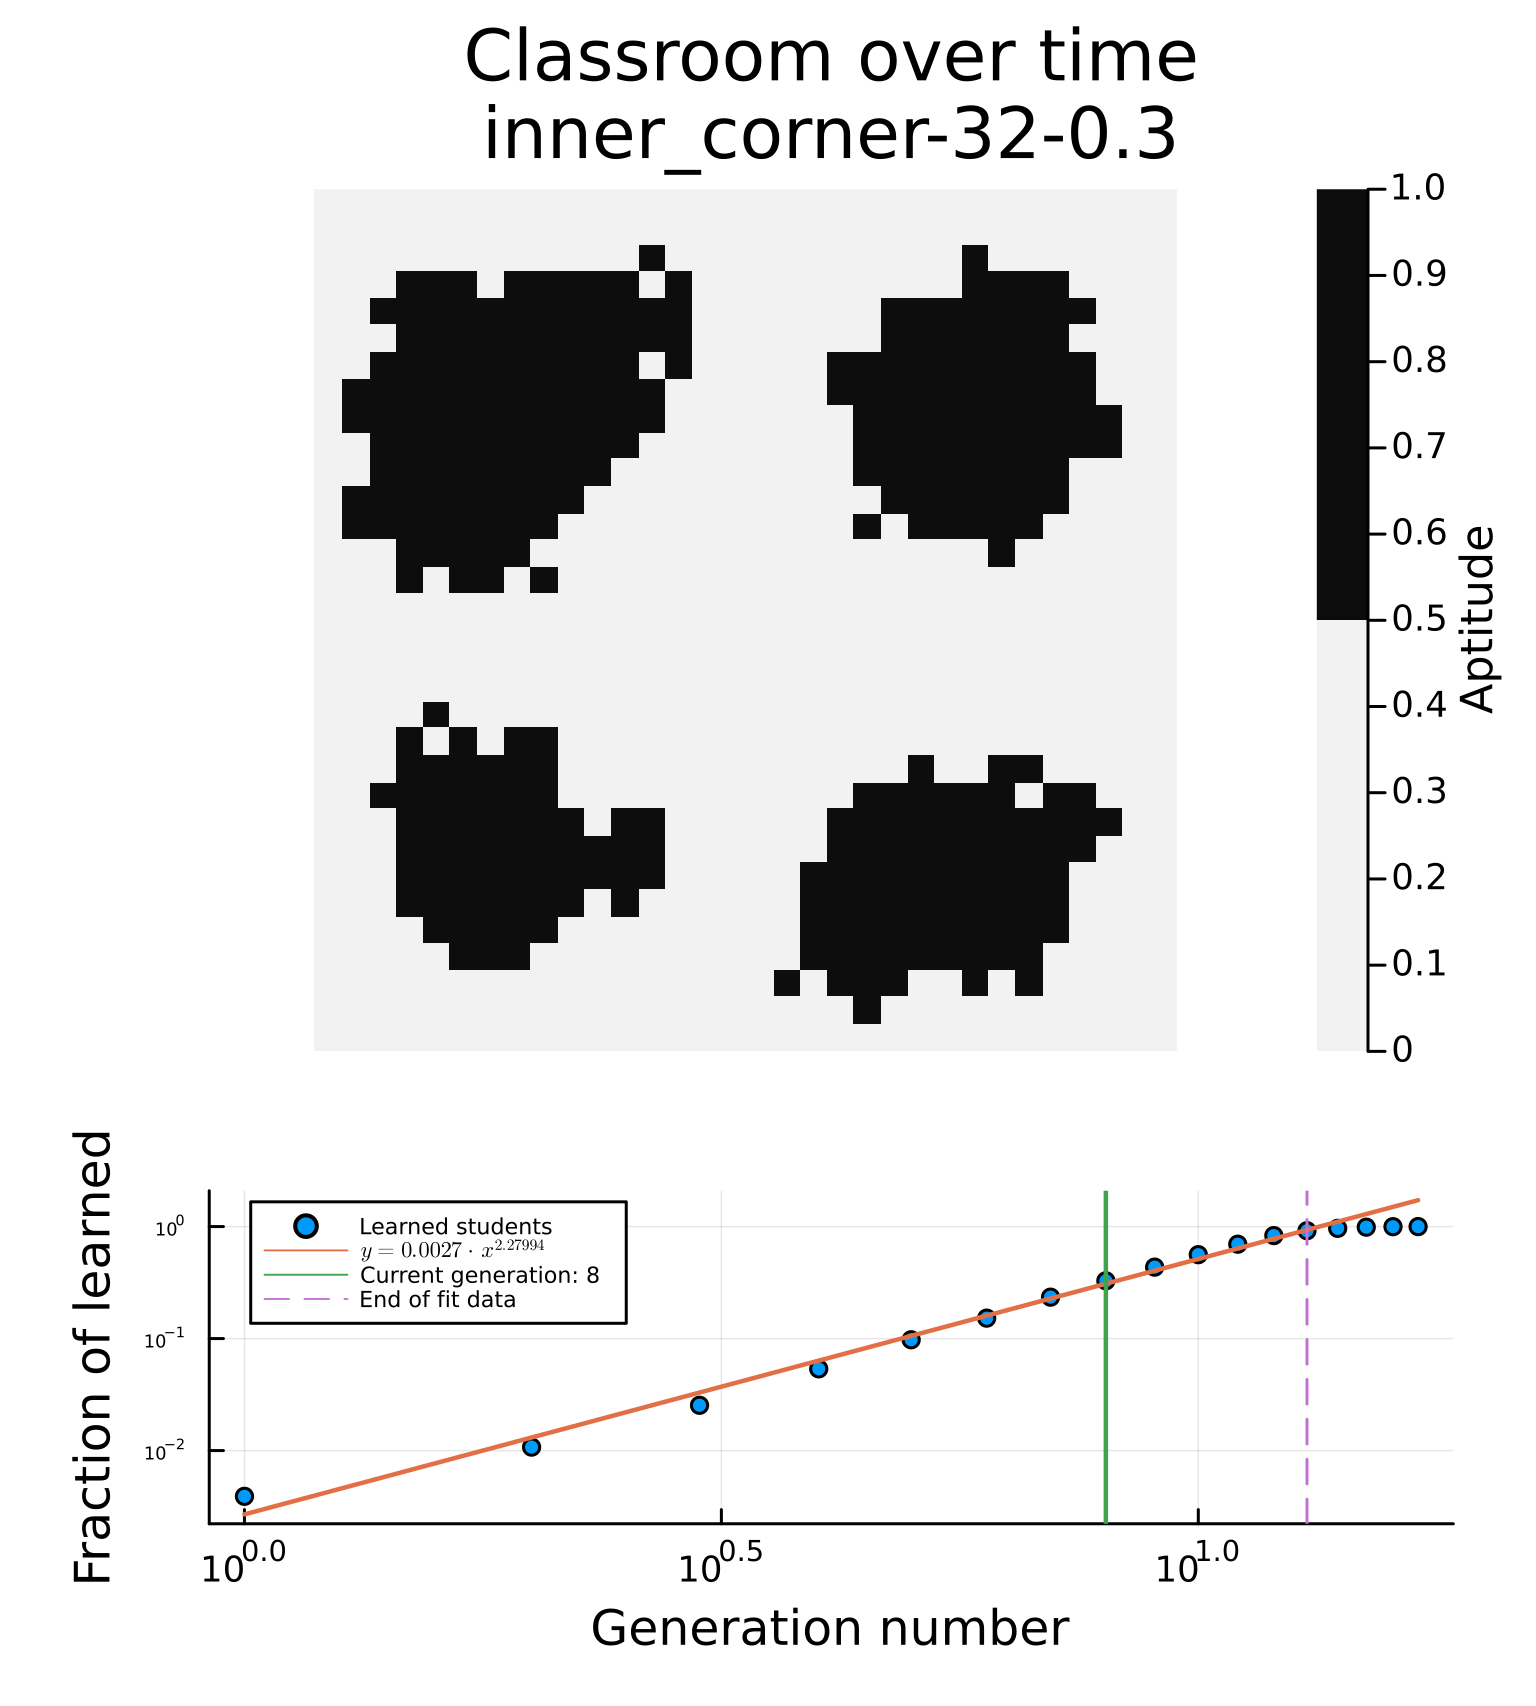 Classroom over time
inner_corner-32-0.3
1.0
0.9
0.8
0.7
0.6
0.5
0.4
0.3
0.2
0.1
0
Aptitude
Fraction of learned
10^0
10^-1
10^-2
Learned students
y = 0.0027 · x^2.27994
Current generation: 8
End of fit data
10^0.0
10^0.5
10^1.0
Generation number